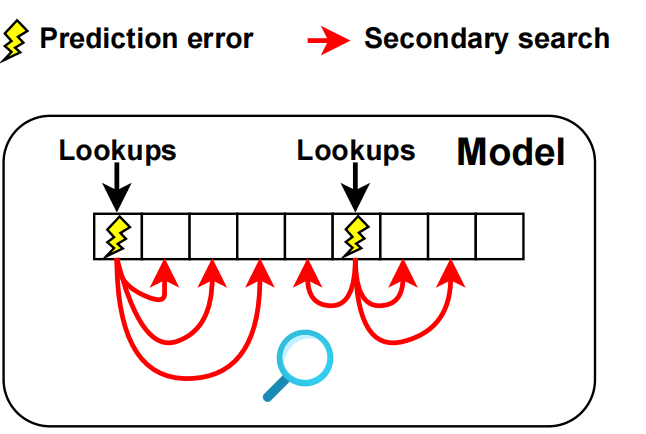 Prediction error
Secondary search
Lookups
Lookups
Model